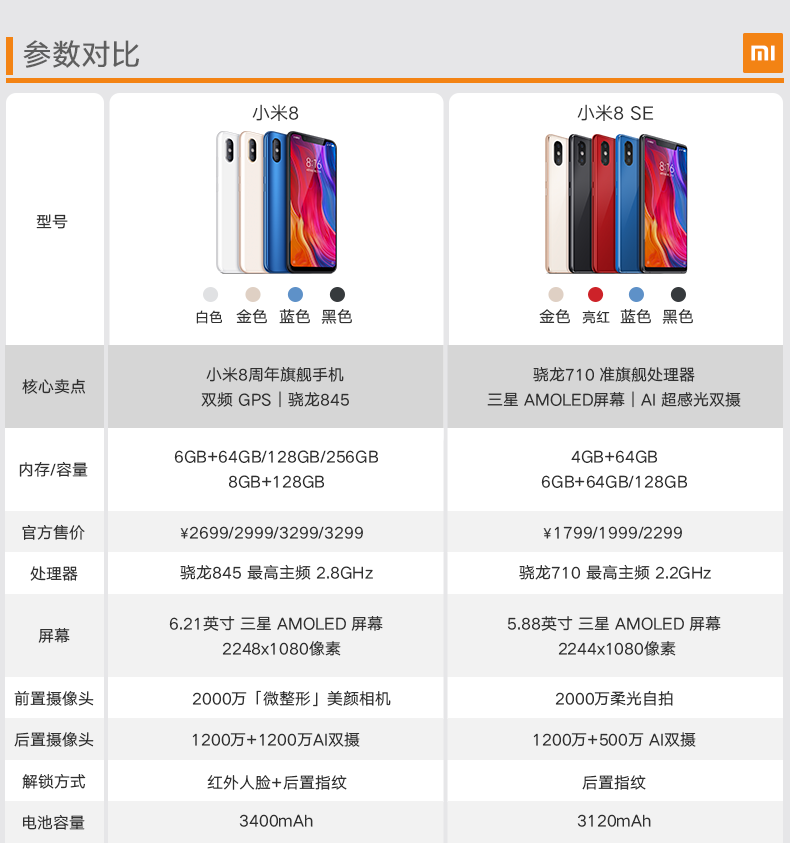 参数对比
mi
型号
小米8
8:16
白色 金色 蓝色 黑色
小米8 SE
8:16
金色 亮红 蓝色 黑色
核心卖点
小米8周年旗舰手机
双频 GPS｜骁龙845
骁龙710 准旗舰处理器
三星 AMOLED屏幕｜AI 超感光双摄
内存/容量
6GB+64GB/128GB/256GB
8GB+128GB
4GB+64GB
6GB+64GB/128GB
官方售价
¥2699/2999/3299/3299
¥1799/1999/2299
处理器
骁龙845 最高主频 2.8GHz
骁龙710 最高主频 2.2GHz
屏幕
6.21英寸 三星 AMOLED 屏幕
2248x1080像素
5.88英寸 三星 AMOLED 屏幕
2244x1080像素
前置摄像头
2000万「微整形」美颜相机
2000万柔光自拍
后置摄像头
1200万+1200万AI双摄
1200万+500万 AI双摄
解锁方式
红外人脸+后置指纹
后置指纹
电池容量
3400mAh
3120mAh